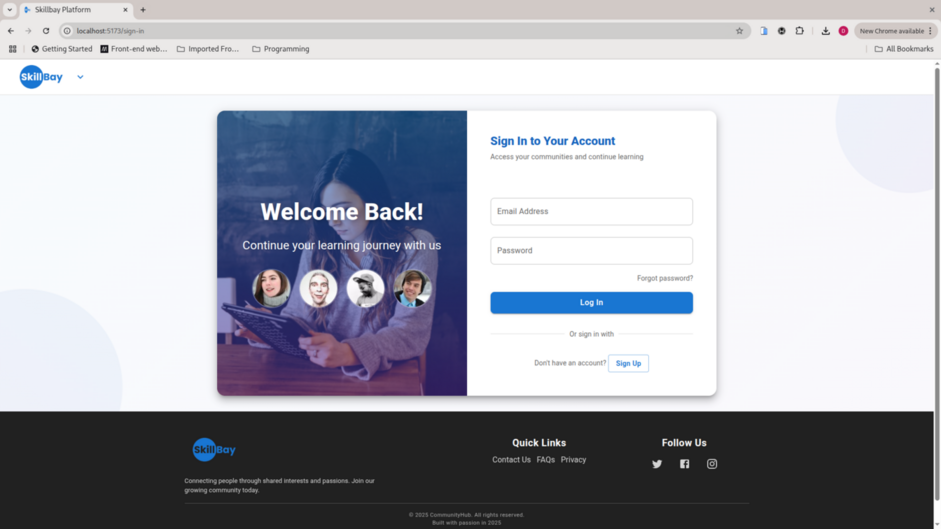 Skillbay Platform
localhost:5173/sign-in
New Chrome available
Getting Started
Front-end web...
Imported Fro...
Programming
All Bookmarks
SkillBay
Welcome Back!
Continue your learning journey with us
Sign In to Your Account
Access your communities and continue learning
Email Address
Password
Forgot password?
Log In
Or sign in with
Don't have an account? Sign Up
SkillBay
Connecting people through shared interests and passions. Join our
growing community today.
Quick Links
Contact Us FAQs Privacy
Follow Us
© 2025 CommunityHub. All rights reserved.
Built with passion in 2025